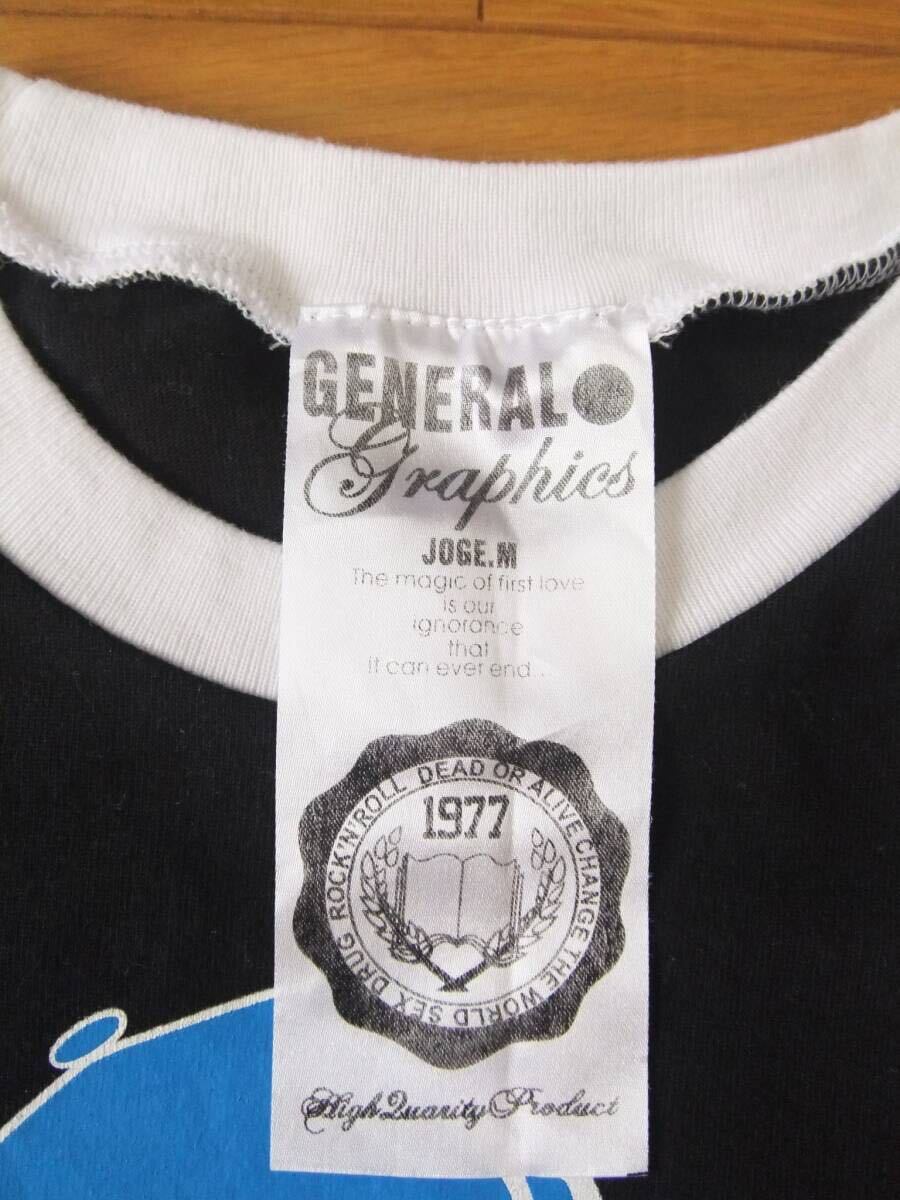 GENERAL
Graphics
JOGE.M
The magic of first love
is our
ignorance
that
it can ever end...
DEAD OR ALIVE CHANGE THE WORLD SEX DRUG ROCK'N'ROLL
1977
High Quarity Product